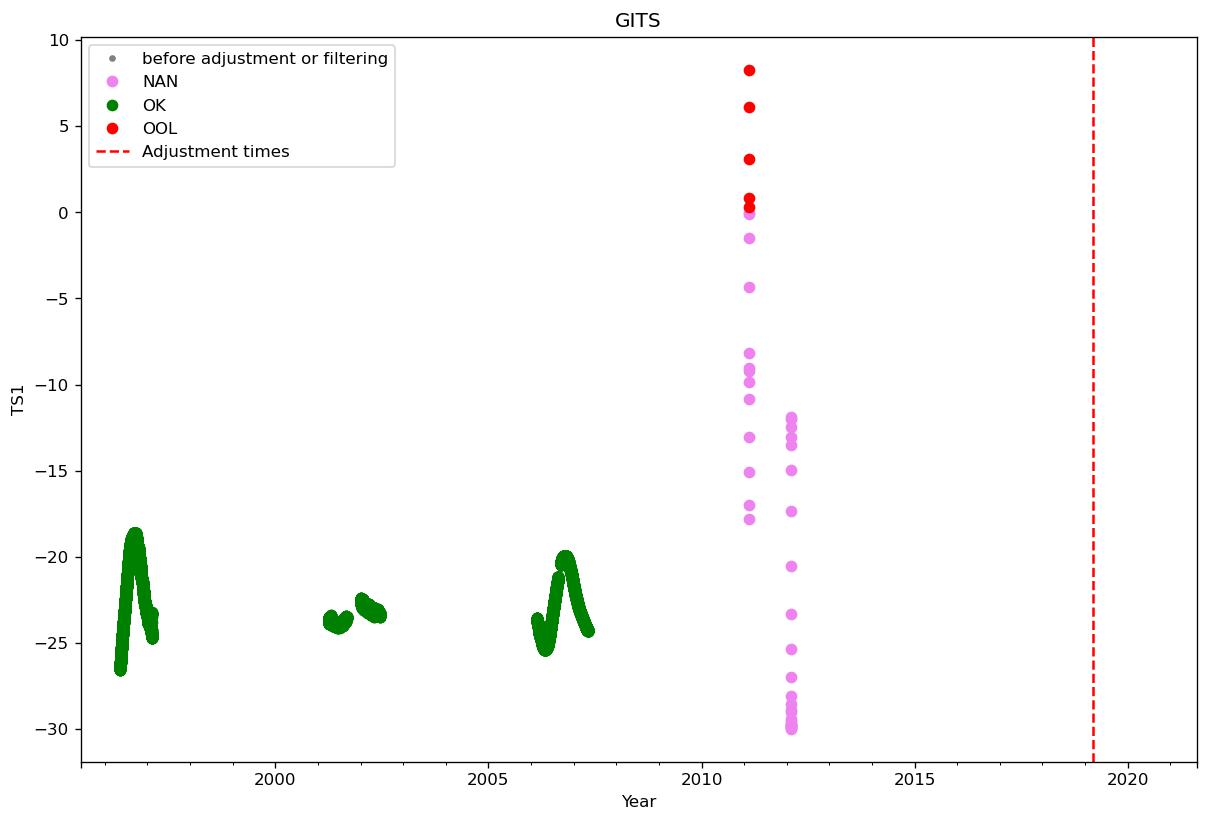 GITS
before adjustment or filtering
NAN
OK
OOL
Adjustment times
10
5
0
−5
−10
−15
−20
−25
−30
TS1
2000 2005 2010 2015 2020
Year